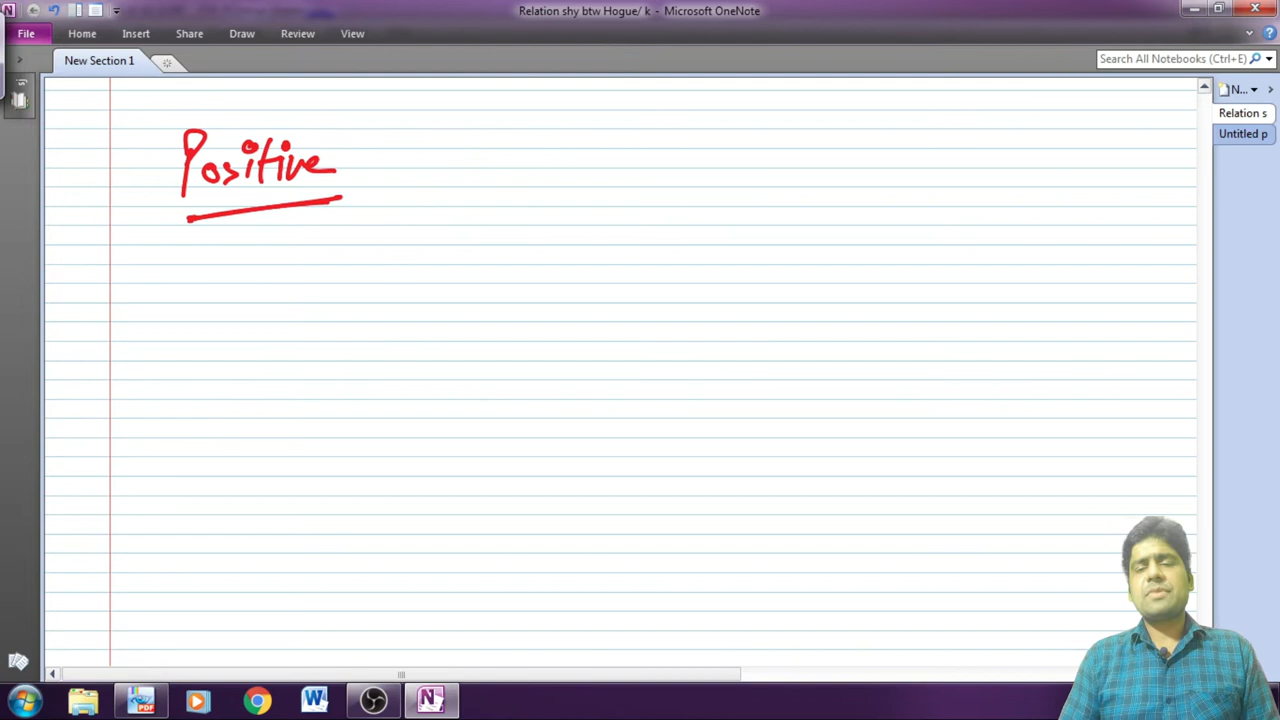 Relation shy btw Hogue/ k - Microsoft OneNote
File Home Insert Share Draw Review View
New Section 1
Search All Notebooks (Ctrl+E)
N...
Relation s
Untitled p
Positive
PDF